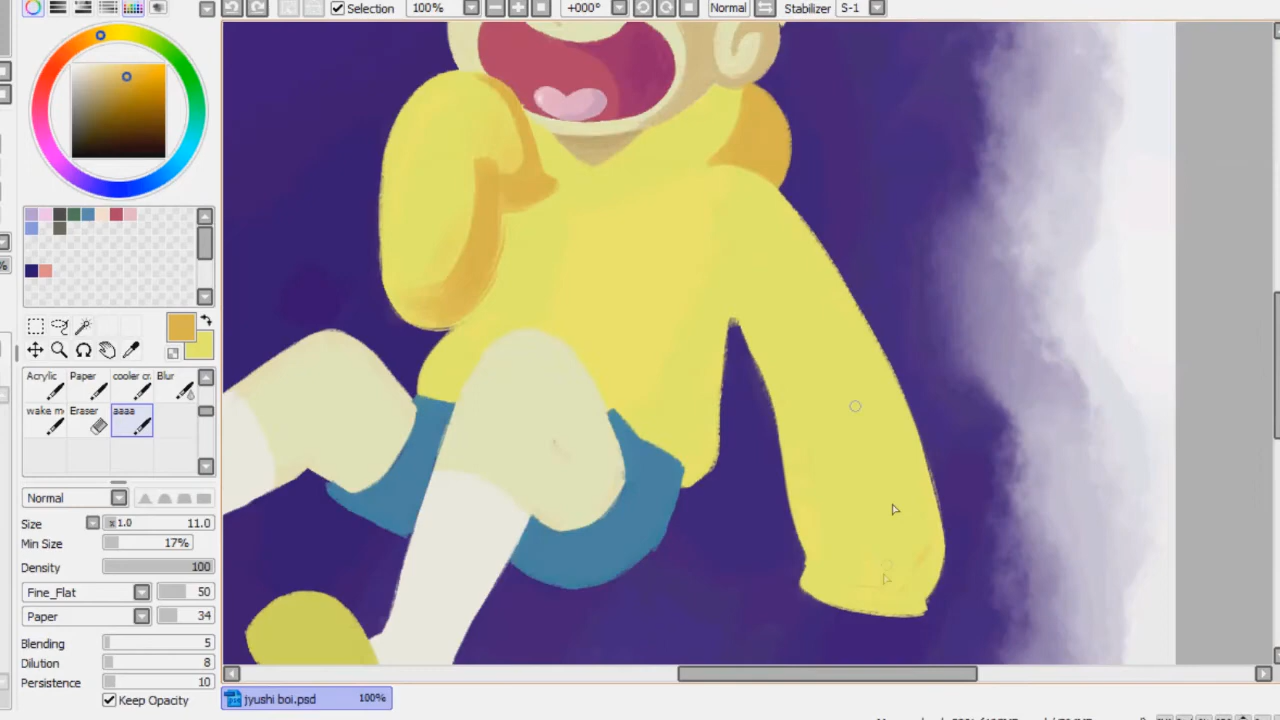 Selection 100% +000° Normal Stabilizer S-1
Acrylic Paper cooler cr. Blur
wake m Eraser aaaa
Normal
Size x 1.0 11.0
Min Size 17%
Density 100
Fine_Flat 50
Paper 34
Blending 5
Dilution 8
Persistence 10
Keep Opacity
jyushi boi.psd 100%